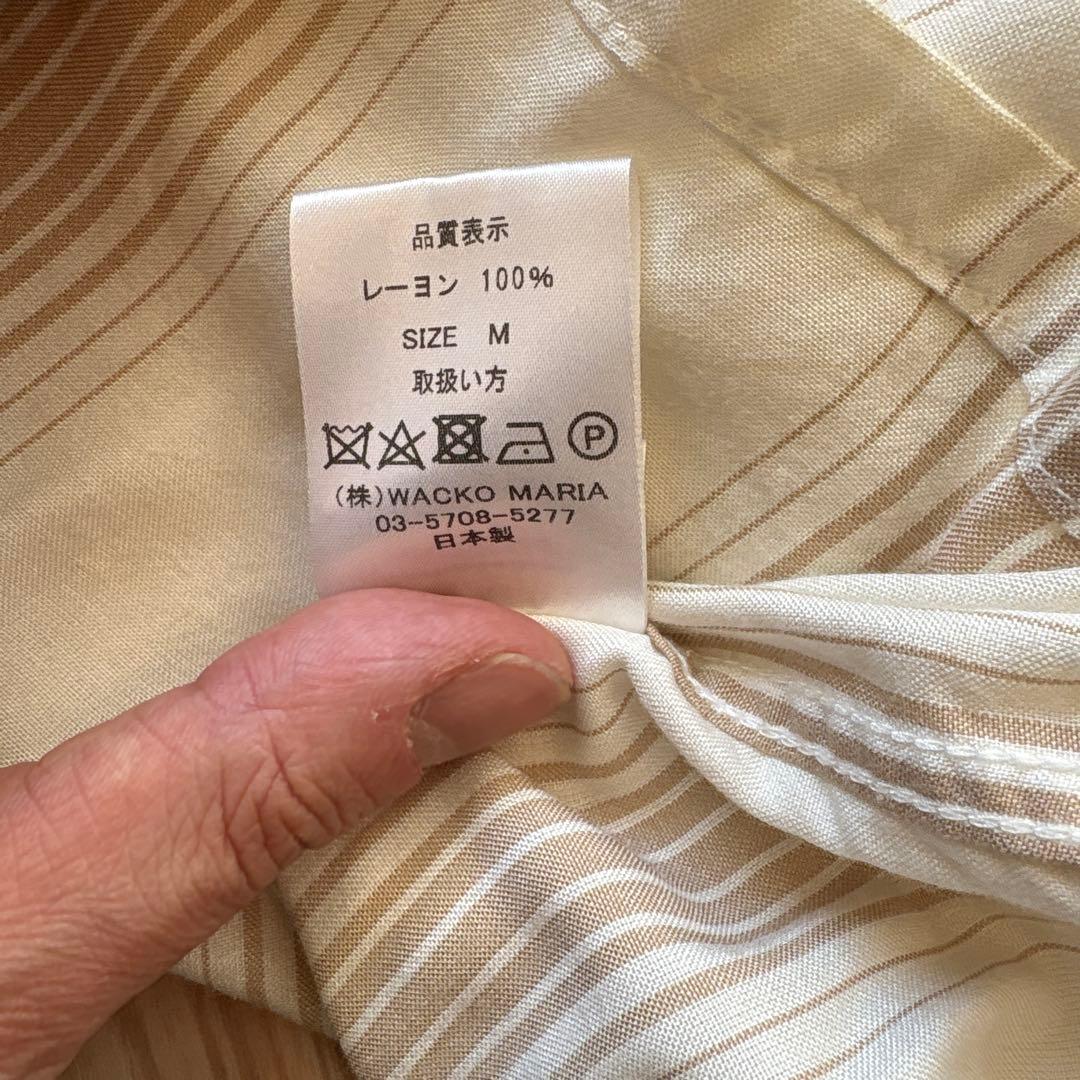 品質表示
レーヨン 100%
SIZE M
取扱い方
P
(株)WACKO MARIA
03-5708-5277
日本製